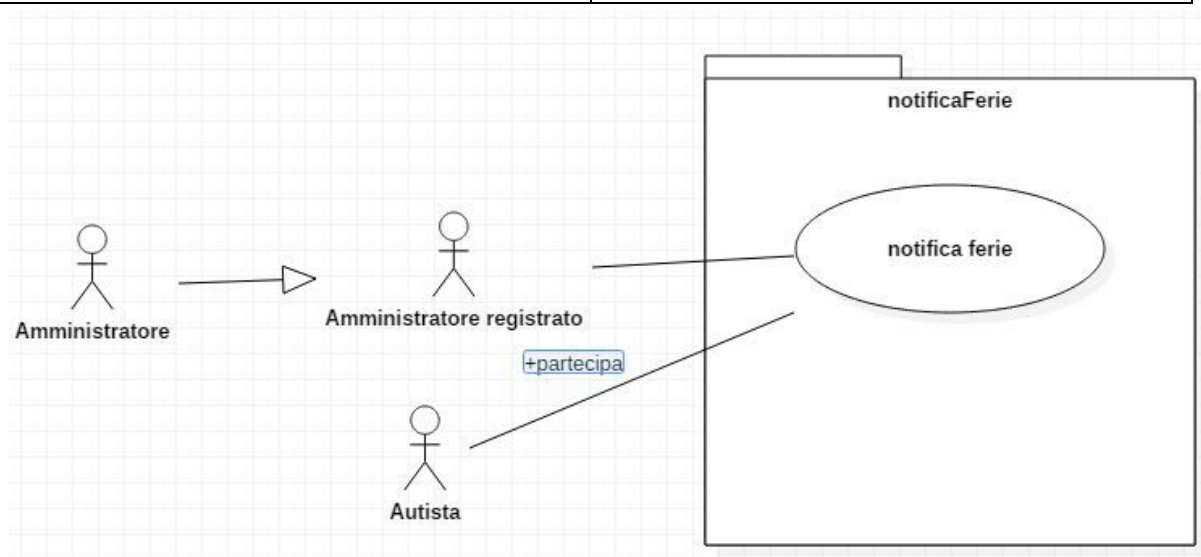 notificaFerie
notifica ferie
Amministratore
Amministratore registrato
+partecipa
Autista